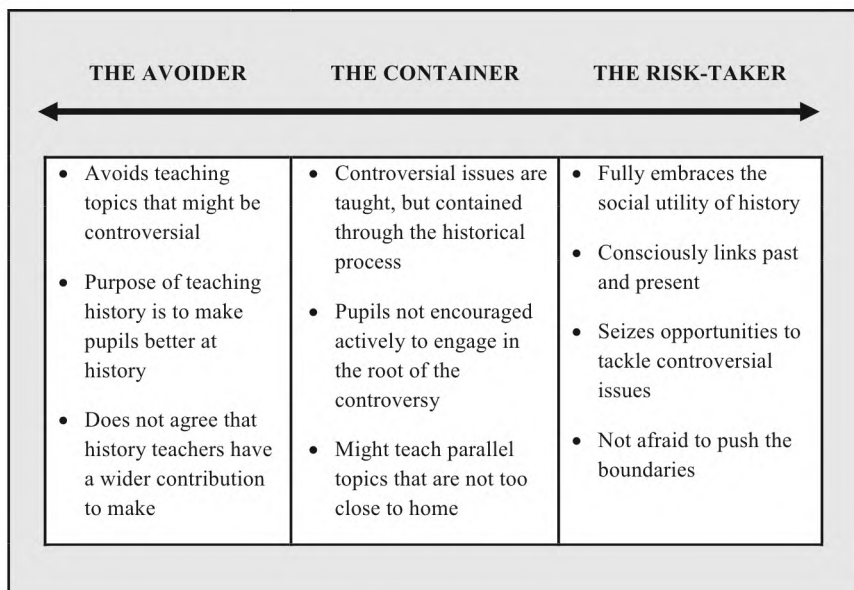 THE AVOIDER
THE CONTAINER
THE RISK-TAKER
• Avoids teaching
topics that might be
controversial
• Purpose of teaching
history is to make
pupils better at
history
• Does not agree that
history teachers have
a wider contribution
to make
• Controversial issues are
taught, but contained
through the historical
process
• Pupils not encouraged
actively to engage in
the root of the
controversy
• Might teach parallel
topics that are not too
close to home
• Fully embraces the
social utility of history
• Consciously links past
and present
• Seizes opportunities to
tackle controversial
issues
• Not afraid to push the
boundaries